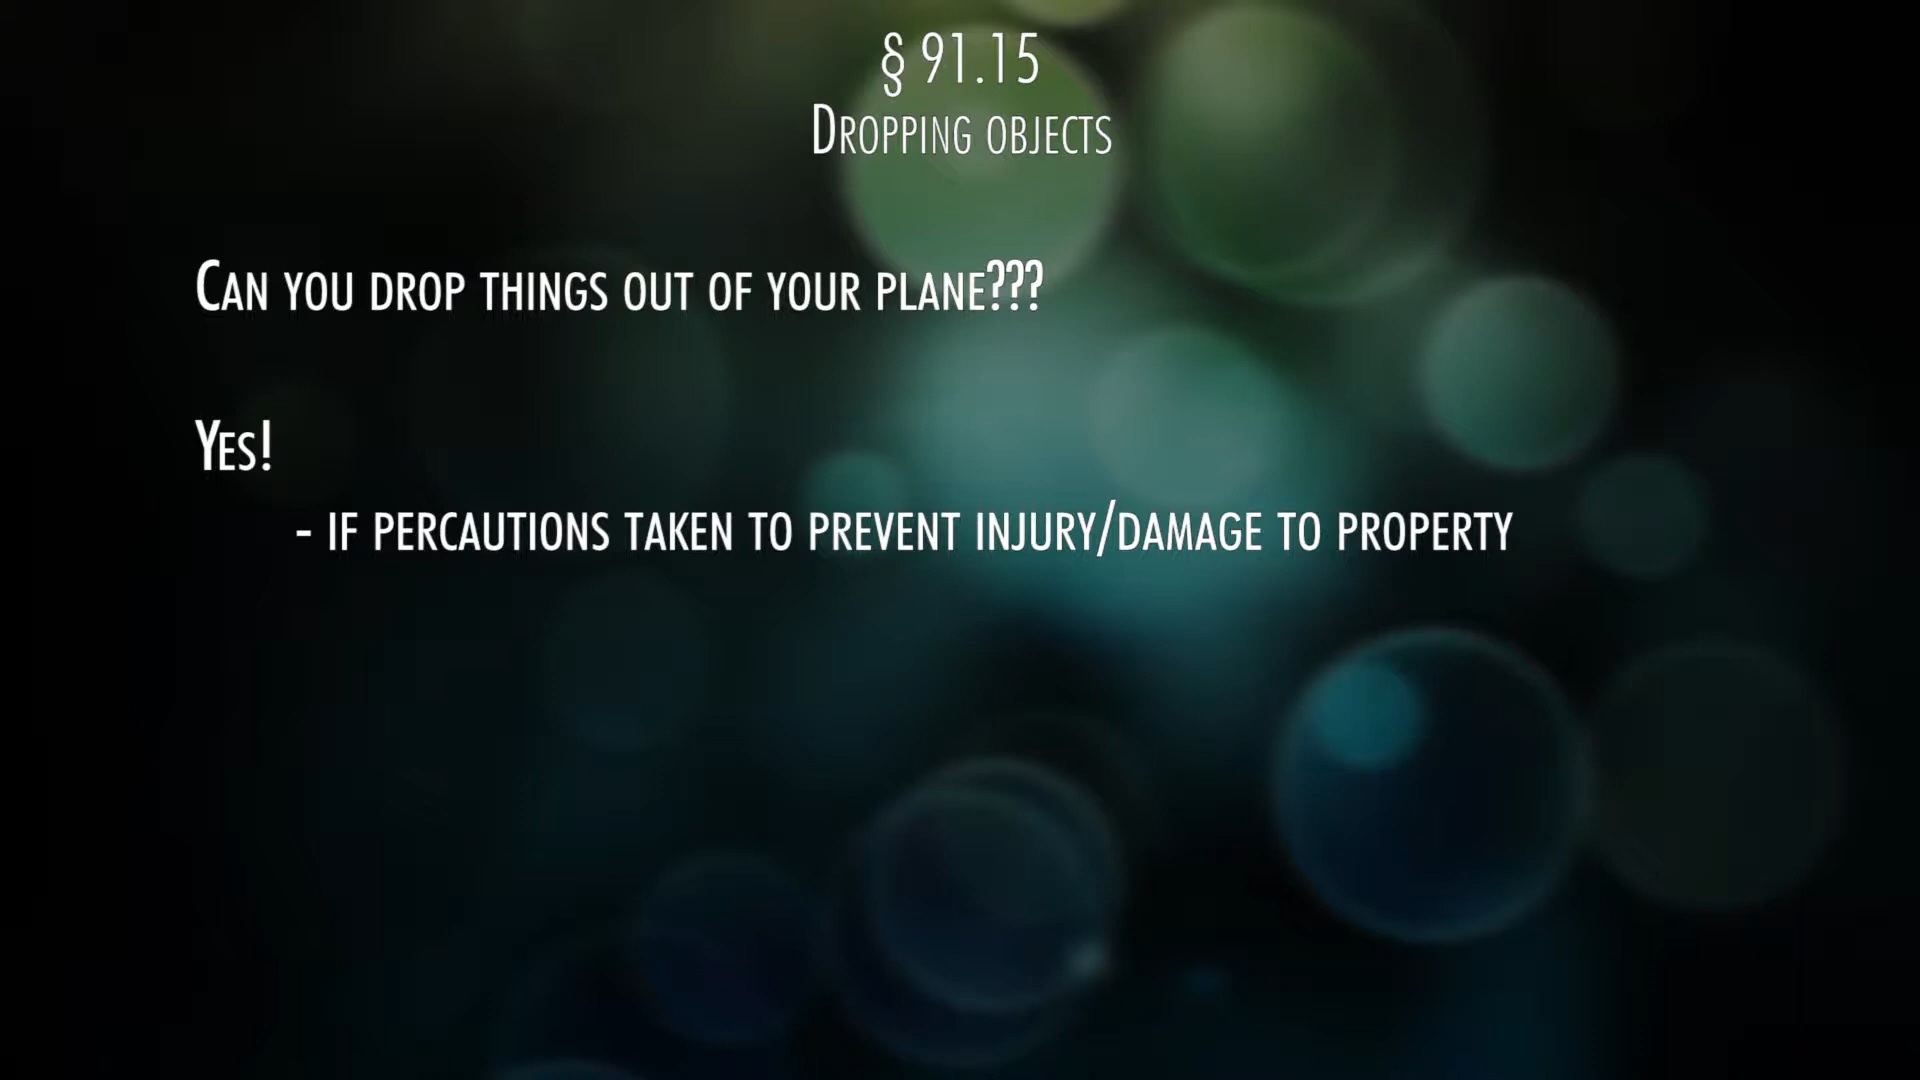 § 91.15
Dropping objects
Can you drop things out of your plane???
Yes!
- if percautions taken to prevent injury/damage to property